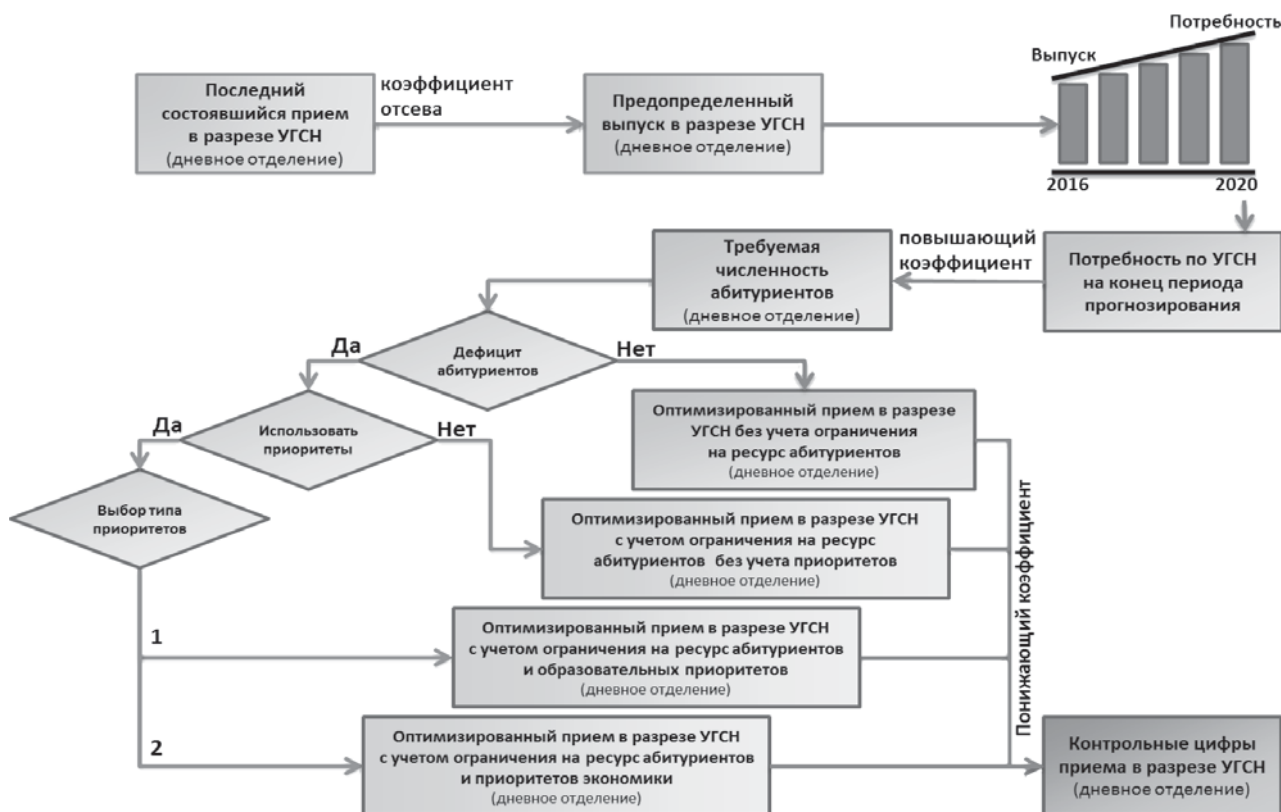 Потребность
Выпуск
Последний
состоявшийся прием
в разрезе УГСН
(дневное отделение)
коэффициент
отсева
Предопределенный
выпуск в разрезе УГСН
(дневное отделение)
2016
2020
Потребность по УГСН
на конец периода
прогнозирования
повышающий
коэффициент
Требуемая
численность
абитуриентов
(дневное отделение)
Дефицит
абитуриентов
Да
Нет
Использовать
приоритеты
Да
Нет
Выбор типа
приоритетов
Оптимизированный прием в разрезе
УГСН без учета ограничения
на ресурс абитуриентов
(дневное отделение)
Оптимизированный прием в разрезе УГСН
с учетом ограничения на ресурс
абитуриентов без учета приоритетов
(дневное отделение)
1
Оптимизированный прием в разрезе УГСН
с учетом ограничения на ресурс абитуриентов
и образовательных приоритетов
(дневное отделение)
2
Оптимизированный прием в разрезе УГСН
с учетом ограничения на ресурс абитуриентов
и приоритетов экономики
(дневное отделение)
Понижающий коэффициент
Контрольные цифры
приема в разрезе УГСН
(дневное отделение)